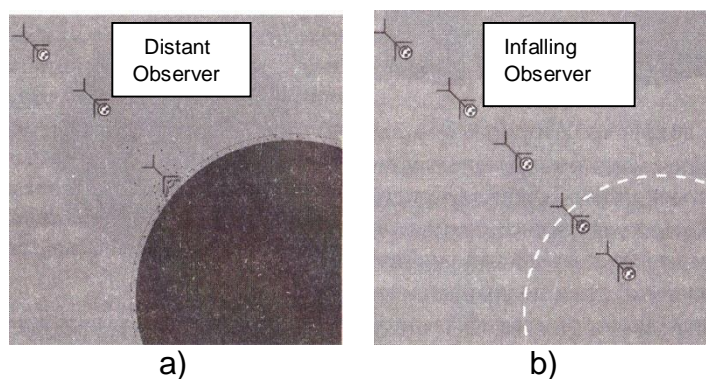 Distant
Observer
Infalling
Observer
a)
b)